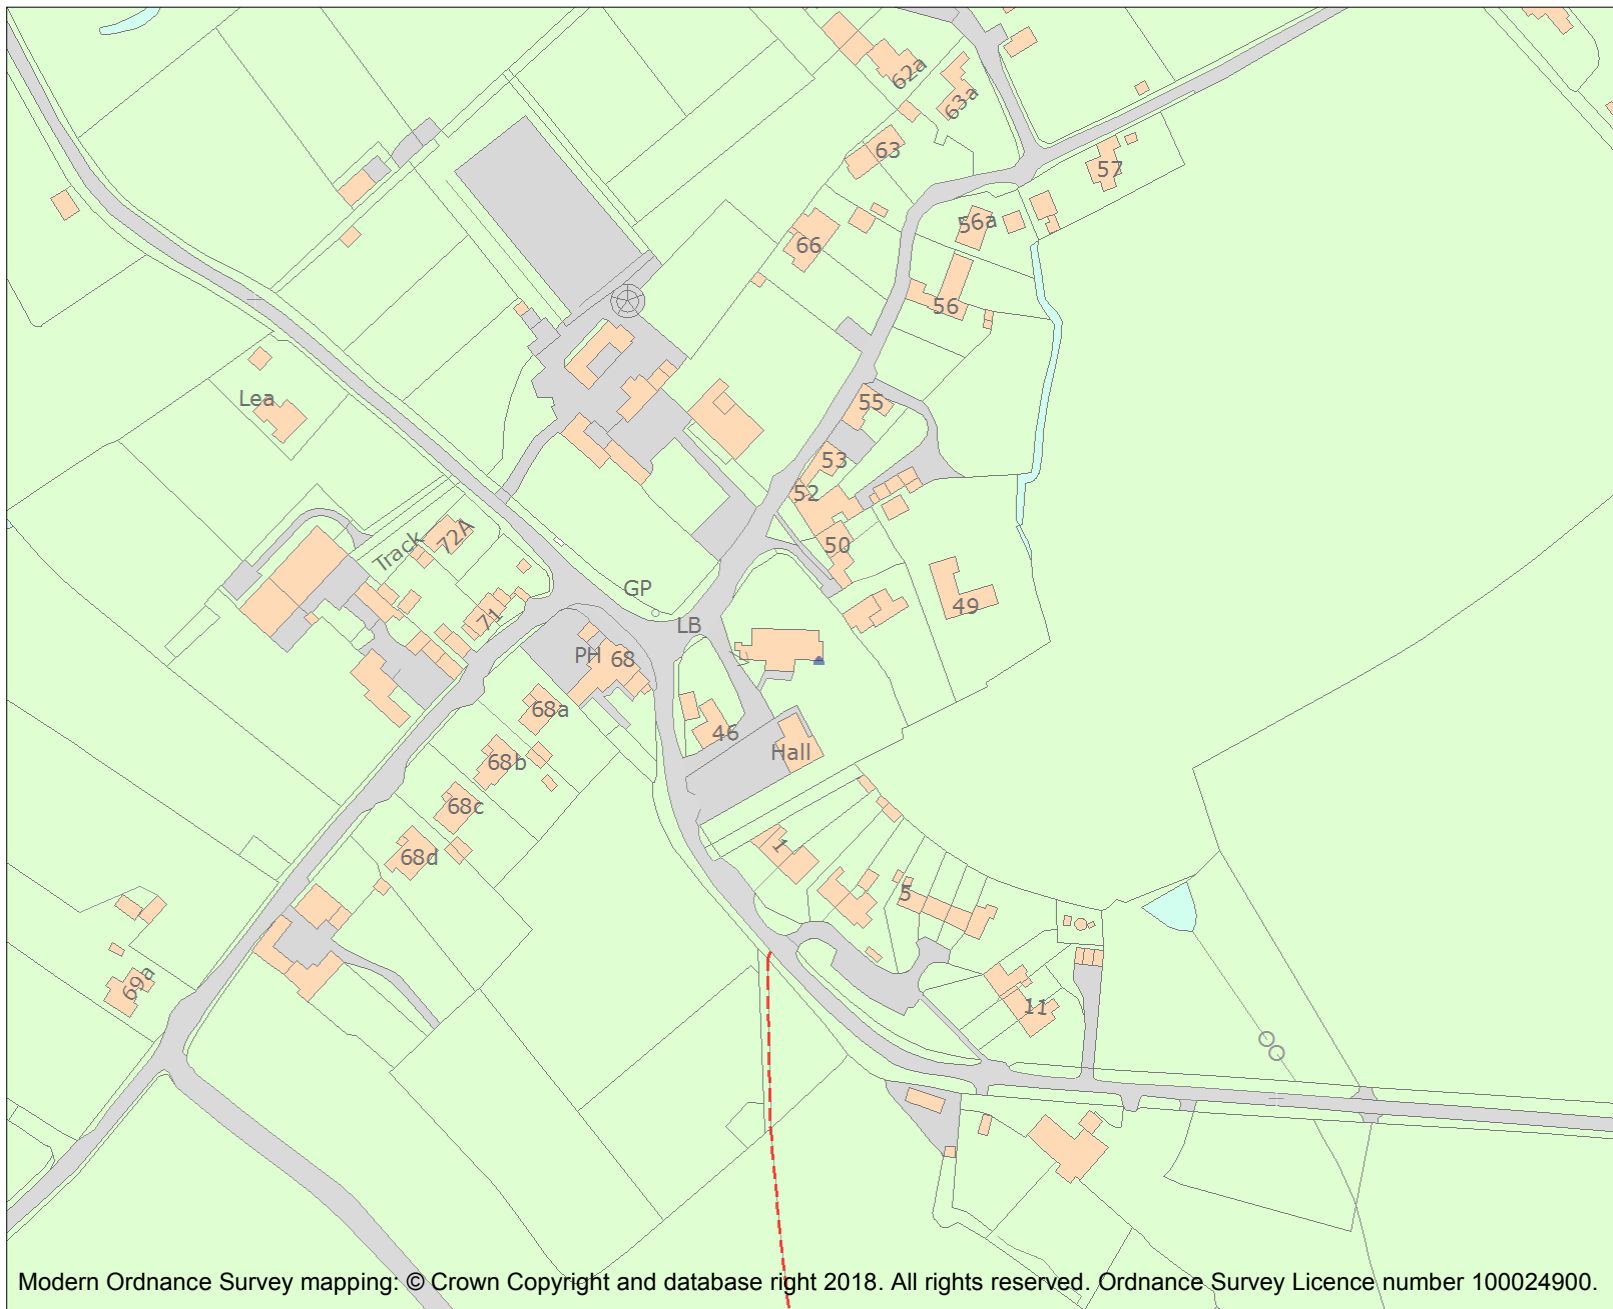 62a
63a
63
57
56a
66
56
Lea
55
53
52
72A
Track
50
GP
49
71
LB
PH 68
68a
46
Hall
68b
68c
1
68d
5
69a
11
Modern Ordnance Survey mapping: © Crown Copyright and database right 2018. All rights reserved. Ordnance Survey Licence number 100024900.